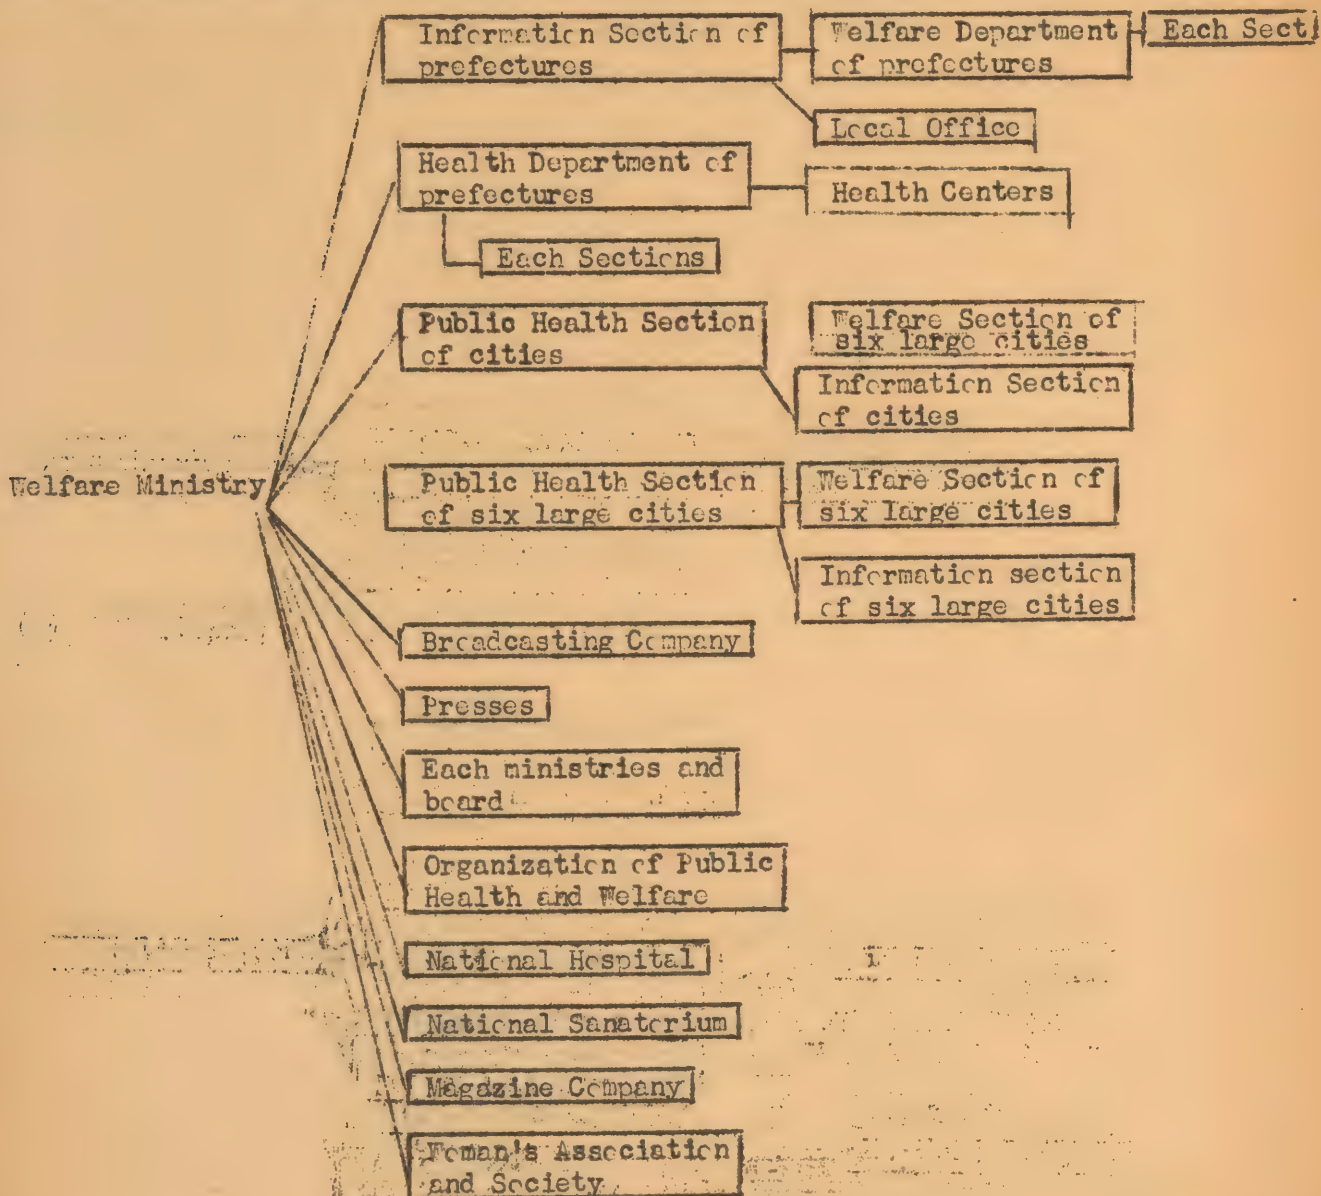 Information Section of
prefectures
Welfare Department
of prefectures
Each Sect
Local Office
Health Department of
prefectures
Health Centers
Each Sections
Public Health Section
of cities
Welfare Section of
six large cities
Information Section
of cities
Welfare Ministry
Public Health Section
of six large cities
Welfare Section of
six large cities
Information section
of six large cities
Broadcasting Company
Presses
Each ministries and
board
Organization of Public
Health and Welfare
National Hospital
National Sanatorium
Magazine Company
Woman's Association
and Society